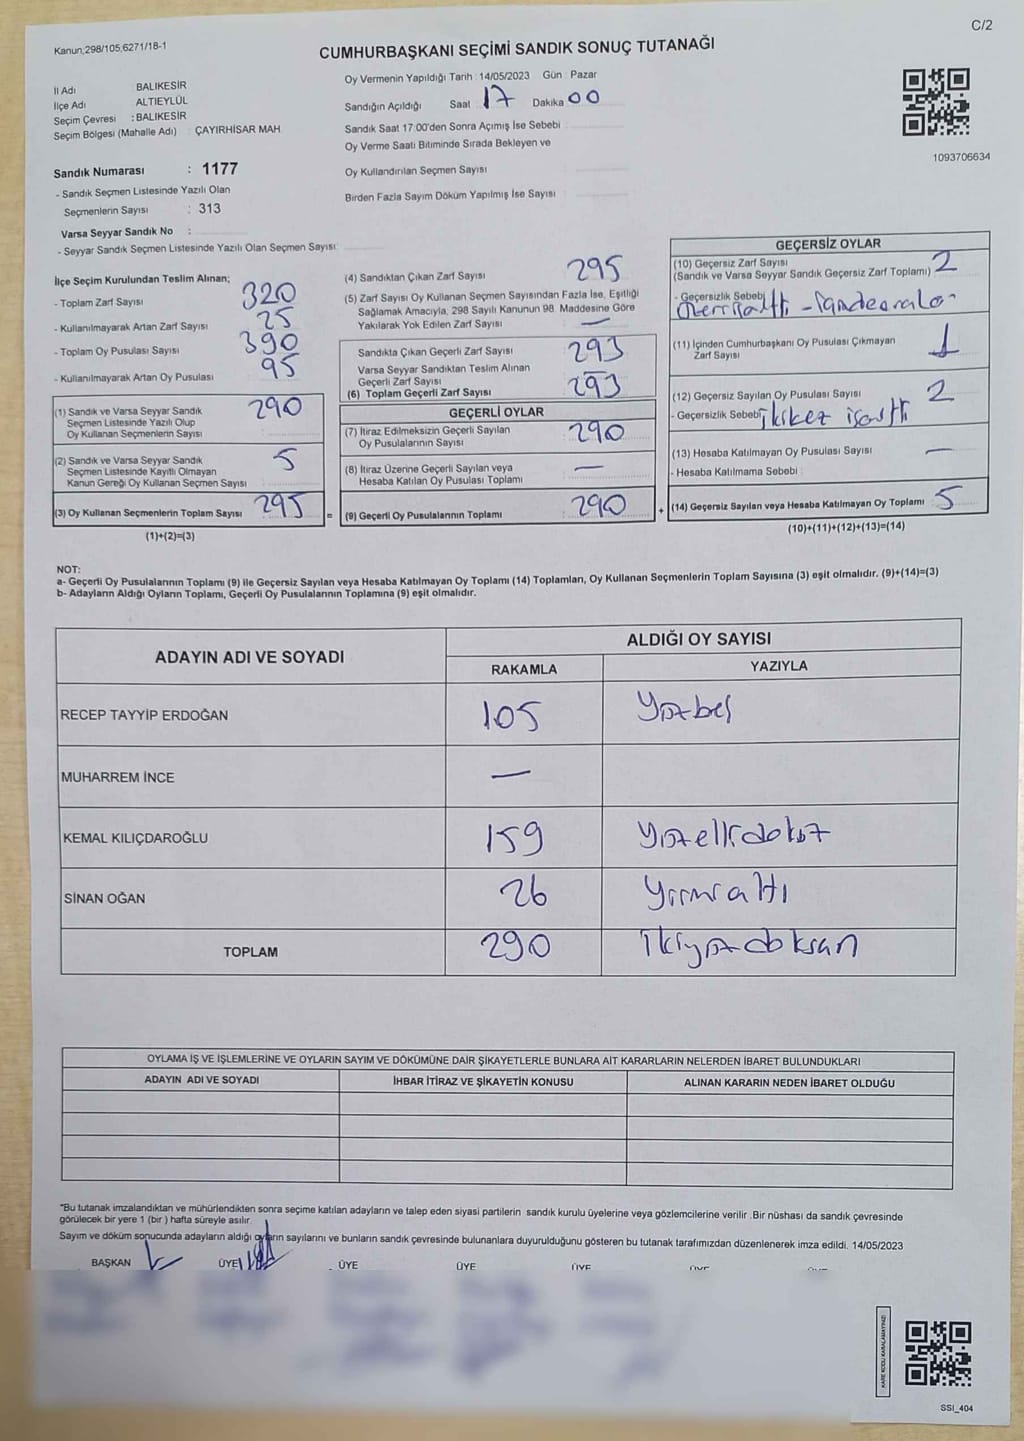 C/2
Kanun;298/105,6271/18-1
CUMHURBAŞKANI SEÇİMİ SANDIK SONUÇ TUTANAĞI
İl Adı : BALIKESİR
İlçe Adı : ALTIEYLÜL
Seçim Çevresi : BALIKESİR
Seçim Bölgesi (Mahalle Adı) : ÇAYIRHİSAR MAH
Sandık Numarası : 1177
- Sandık Seçmen Listesinde Yazılı Olan
Seçmenlerin Sayısı : 313
Varsa Seyyar Sandık No :
- Seyyar Sandık Seçmen Listesinde Yazılı Olan Seçmen Sayısı:
Oy Vermenin Yapıldığı Tarih : 14/05/2023 Gün : Pazar
Sandığın Açıldığı Saat 17 Dakika 00
Sandık Saat 17:00'den Sonra Açımış İse Sebebi :
Oy Verme Saati Bitiminde Sırada Bekleyen ve
Oy Kullandırılan Seçmen Sayısı
Birden Fazla Sayım Döküm Yapılmış İse Sayısı
1093706634
İlçe Seçim Kurulundan Teslim Alınan;
- Toplam Zarf Sayısı 320
- Kullanılmayarak Artan Zarf Sayısı 25
- Toplam Oy Pusulası Sayısı 390
- Kullanılmayarak Artan Oy Pusulası 95
(1) Sandık ve Varsa Seyyar Sandık 290
Seçmen Listesinde Yazılı Olup
Oy Kullanan Seçmenlerin Sayısı
(2) Sandık ve Varsa Seyyar Sandık 5
Seçmen Listesinde Kayıtlı Olmayan
Kanun Gereği Oy Kullanan Seçmen Sayısı
(3) Oy Kullanan Seçmenlerin Toplam Sayısı 295
(1)+(2)=(3)
=
(4) Sandıktan Çıkan Zarf Sayısı 295
(5) Zarf Sayısı Oy Kullanan Seçmen Sayısından Fazla İse, Eşitliği
Sağlamak Amacıyla, 298 Sayılı Kanunun 98. Maddesine Göre
Yakılarak Yok Edilen Zarf Sayısı : —
Sandıkta Çıkan Geçerli Zarf Sayısı 293
Varsa Seyyar Sandıktan Teslim Alınan
Geçerli Zarf Sayısı —
(6) Toplam Geçerli Zarf Sayısı 293
GEÇERLİ OYLAR
(7) İtiraz Edilmeksizin Geçerli Sayılan 290
Oy Pusulalarının Sayısı
(8) İtiraz Üzerine Geçerli Sayılan veya —
Hesaba Katılan Oy Pusulası Toplamı
(9) Geçerli Oy Pusulalarının Toplamı : 290
+
GEÇERSİZ OYLAR
(10) Geçersiz Zarf Sayısı 2
(Sandık ve Varsa Seyyar Sandık Geçersiz Zarf Toplamı)
- Geçersizlik Sebebi
(11) İçinden Cumhurbaşkanı Oy Pusulası Çıkmayan 1
Zarf Sayısı
(12) Geçersiz Sayılan Oy Pusulası Sayısı 2
- Geçersizlik Sebebi ikikez
(13) Hesaba Katılmayan Oy Pusulası Sayısı —
- Hesaba Katılmama Sebebi :
(14) Geçersiz Sayılan veya Hesaba Katılmayan Oy Toplamı 5
(10)+(11)+(12)+(13)=(14)
NOT:
a- Geçerli Oy Pusulalarının Toplamı (9) ile Geçersiz Sayılan veya Hesaba Katılmayan Oy Toplamı (14) Toplamları, Oy Kullanan Seçmenlerin Toplam Sayısına (3) eşit olmalıdır. (9)+(14)=(3)
b- Adayların Aldığı Oyların Toplamı, Geçerli Oy Pusulalarının Toplamına (9) eşit olmalıdır.
ADAYIN ADI VE SOYADI
ALDIĞI OY SAYISI
RAKAMLA YAZIYLA
RECEP TAYYİP ERDOĞAN 105 Yüzbeş
MUHARREM İNCE —
KEMAL KILIÇDAROĞLU 159 Yüzellidokuz
SİNAN OĞAN 26 Yirmialtı
TOPLAM 290 ikiyüzdoksan
OYLAMA İŞ VE İŞLEMLERİNE VE OYLARIN SAYIM VE DÖKÜMÜNE DAİR ŞİKAYETLERLE BUNLARA AİT KARARLARIN NELERDEN İBARET BULUNDUKLARI
ADAYIN ADI VE SOYADI İHBAR İTİRAZ VE ŞİKAYETİN KONUSU ALINAN KARARIN NEDEN İBARET OLDUĞU
*Bu tutanak imzalandıktan ve mühürlendikten sonra seçime katılan adayların ve talep eden siyasi partilerin sandık kurulu üyelerine veya gözlemcilerine verilir .Bir nüshası da sandık çevresinde
görülecek bir yere 1 (bir ) hafta süreyle asılır.
Sayım ve döküm sonucunda adayların aldığı oyların sayılarını ve bunların sandık çevresinde bulunanlara duyurulduğunu gösteren bu tutanak tarafımızdan düzenlenerek imza edildi. 14/05/2023
BAŞKAN ÜYE ÜYE ÜYE ÜYE
KARE KODU KARALAMAYINIZ!
SSI_404